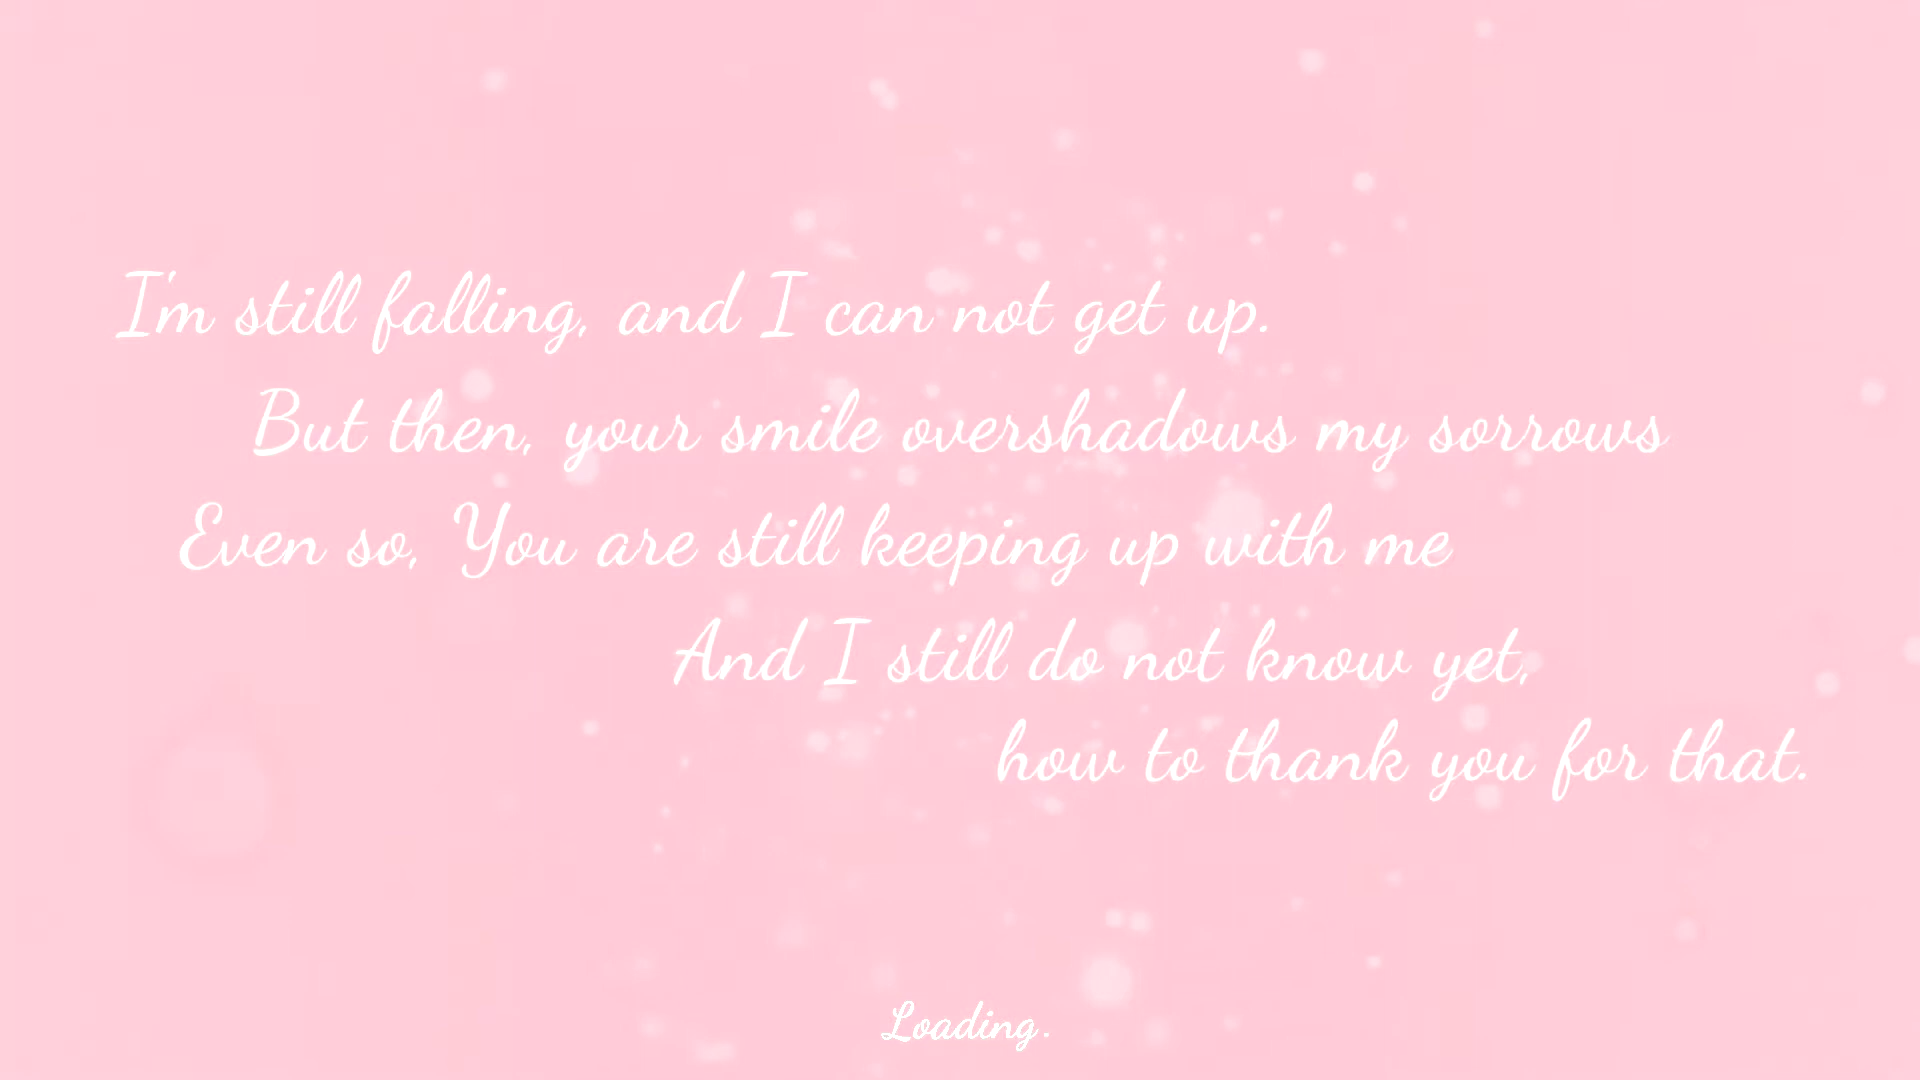 I'm still falling, and I can not get up.
But then, your smile overshadows my sorrows
Even so, You are still keeping up with me
And I still do not know yet,
how to thank you for that.
Loading.